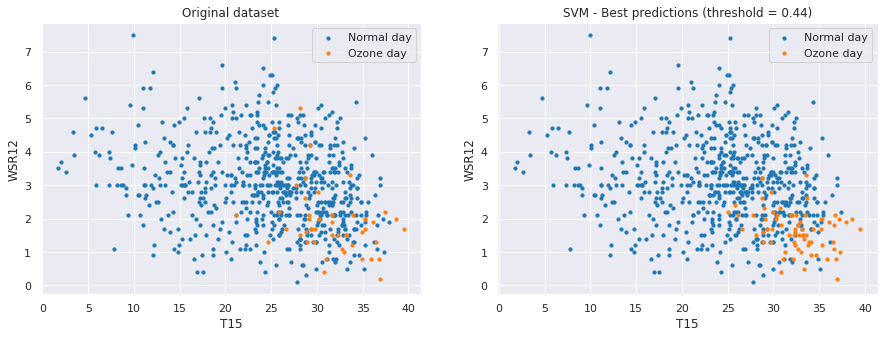 Original dataset
Normal day
Ozone day
WSR12
7
6
5
4
3
2
1
0
0 5 10 15 20 25 30 35 40
T15
SVM - Best predictions (threshold = 0.44)
Normal day
Ozone day
WSR12
7
6
5
4
3
2
1
0
0 5 10 15 20 25 30 35 40
T15